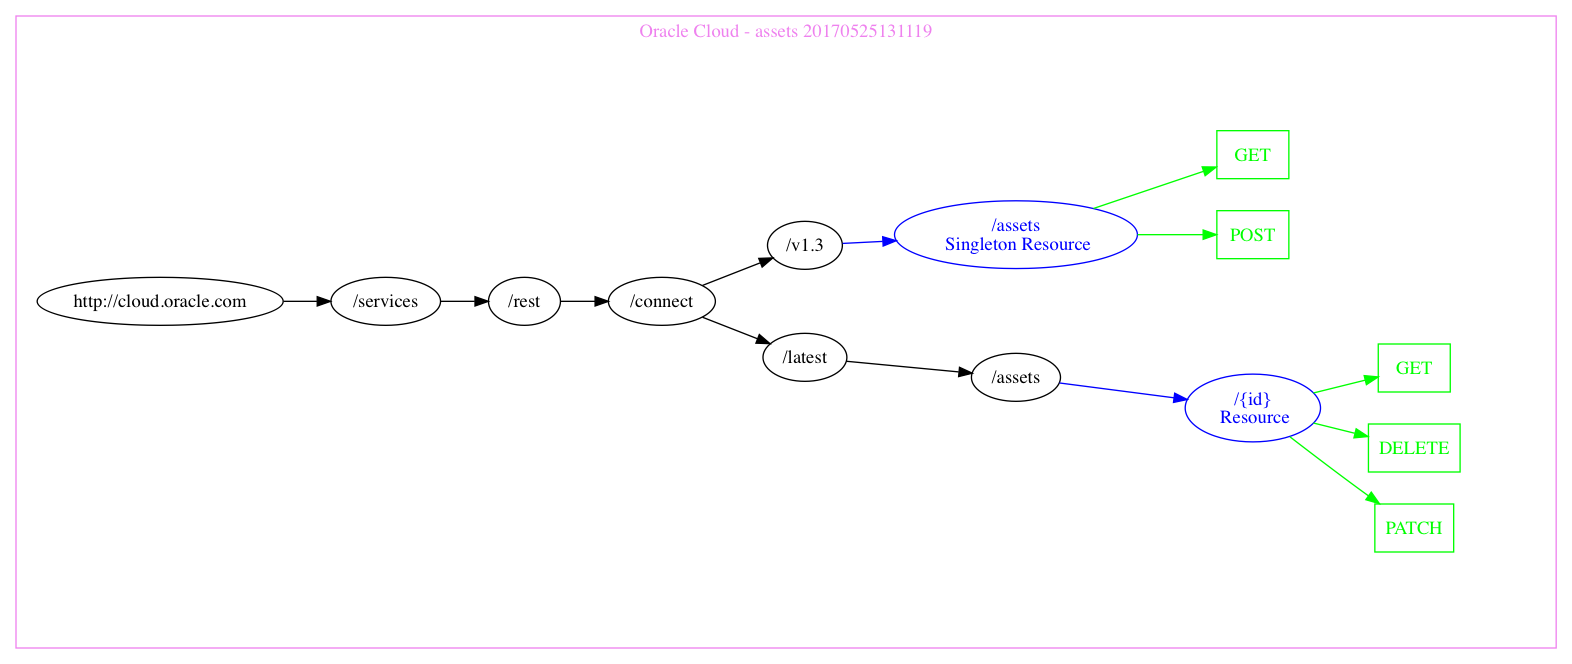 Oracle Cloud - assets 20170525131119
http://cloud.oracle.com
/services
/rest
/connect
/v1.3
/assets
Singleton Resource
GET
POST
/latest
/assets
/{id}
Resource
GET
DELETE
PATCH